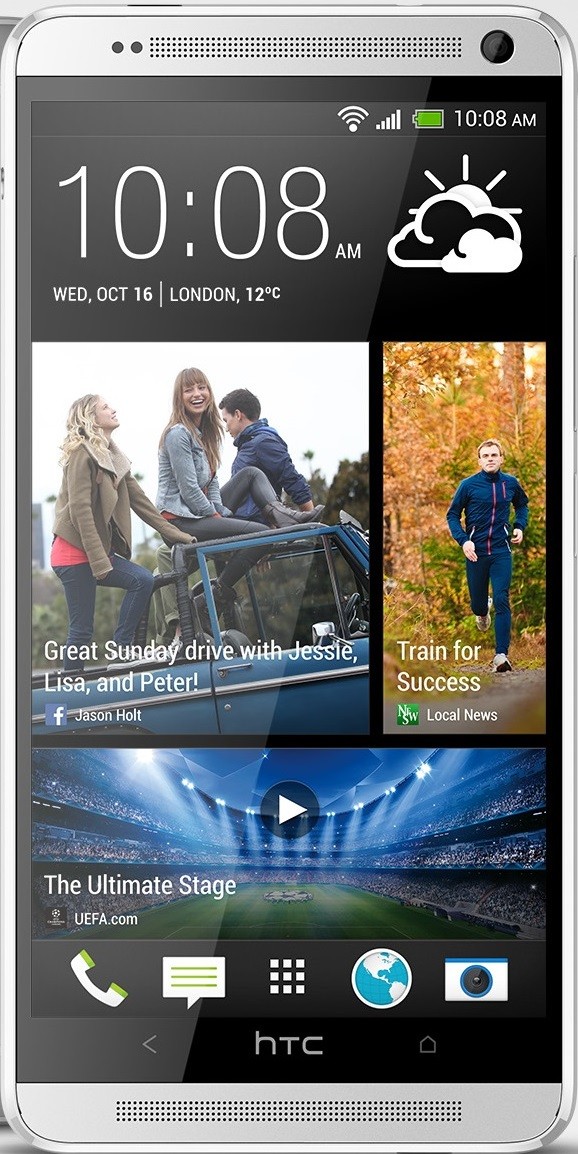 10:08 AM
10:08 AM
WED, OCT 16 | LONDON, 12°C
Great Sunday drive with Jessie,
Lisa, and Peter!
f Jason Holt
Train for
Success
NFSW Local News
The Ultimate Stage
UEFA.com
hTC